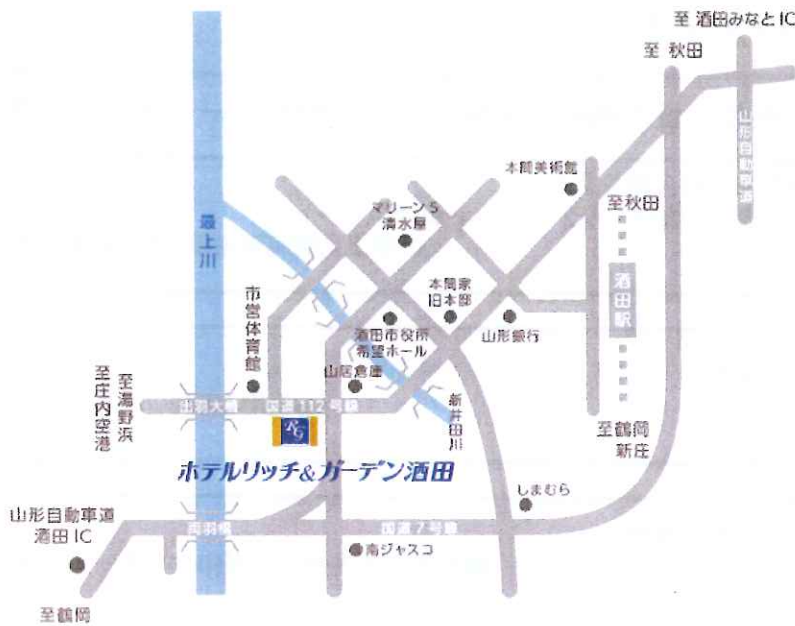 至 酒田みなとIC
至 秋田
山形自動車道
本間美術館
至秋田
マリーン5
清水屋
最上川
酒田駅
本間家
旧本邸
市営体育館
酒田市役所
希望ホール
山形銀行
山居倉庫
至湯野浜
至庄内空港
出羽大橋
国道112号線
新井田川
至鶴岡
新庄
RG
ホテルリッチ&ガーデン酒田
しまむら
山形自動車道
酒田IC
両羽橋
国道7号線
南ジャスコ
至鶴岡